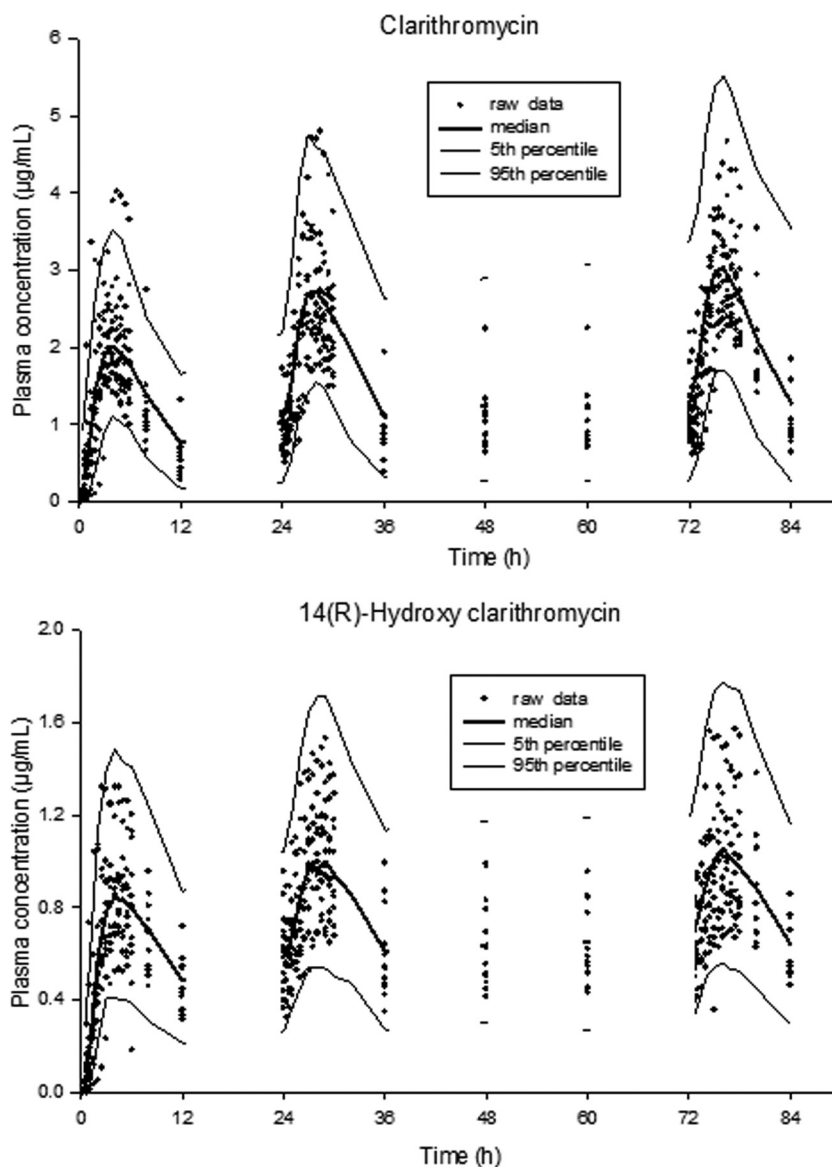 Clarithromycin
6
5
4
3
2
1
0
Plasma concentration (µg/mL)
raw data
median
5th percentile
95th percentile
0 12 24 36 48 60 72 84
Time (h)
14(R)-Hydroxy clarithromycin
2.0
1.6
1.2
0.8
0.4
0.0
Plasma concentration (µg/mL)
raw data
median
5th percentile
95th percentile
0 12 24 36 48 60 72 84
Time (h)